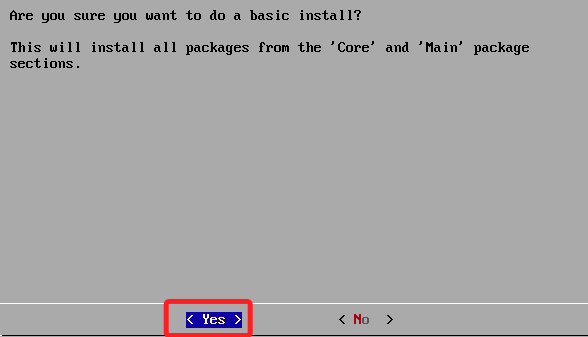 Are you sure you want to do a basic install?
This will install all packages from the 'Core' and 'Main' package
sections.
< Yes > < No >